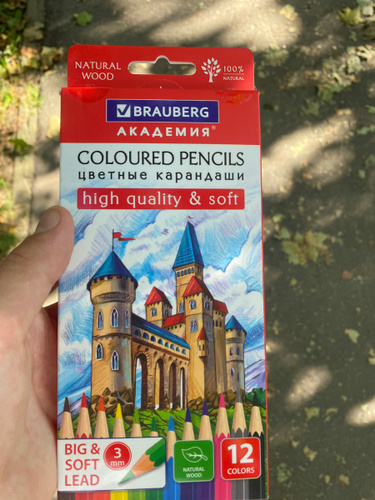 NATURAL
WOOD
100%
NATURAL
BRAUBERG
АКАДЕМИЯ®
COLOURED PENCILS
цветные карандаши
high quality & soft
BIG &
SOFT
LEAD
3
mm
NATURAL
WOOD
12
COLORS